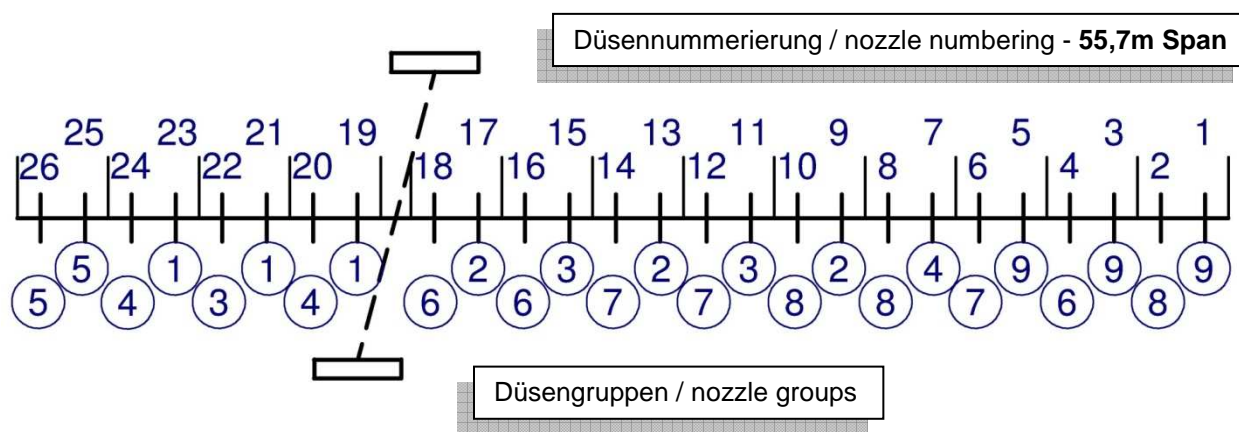 Düsennummerierung / nozzle numbering - 55,7m Span
25 23 21 19 17 15 13 11 9 7 5 3 1
26 24 22 20 18 16 14 12 10 8 6 4 2
5 1 1 1 2 3 2 3 2 4 9 9 9
5 4 3 4 6 6 7 7 8 8 7 6 8
Düsengruppen / nozzle groups